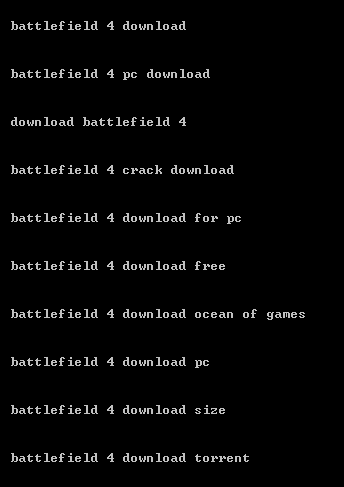 battlefield 4 download
battlefield 4 pc download
download battlefield 4
battlefield 4 crack download
battlefield 4 download for pc
battlefield 4 download free
battlefield 4 download ocean of games
battlefield 4 download pc
battlefield 4 download size
battlefield 4 download torrent